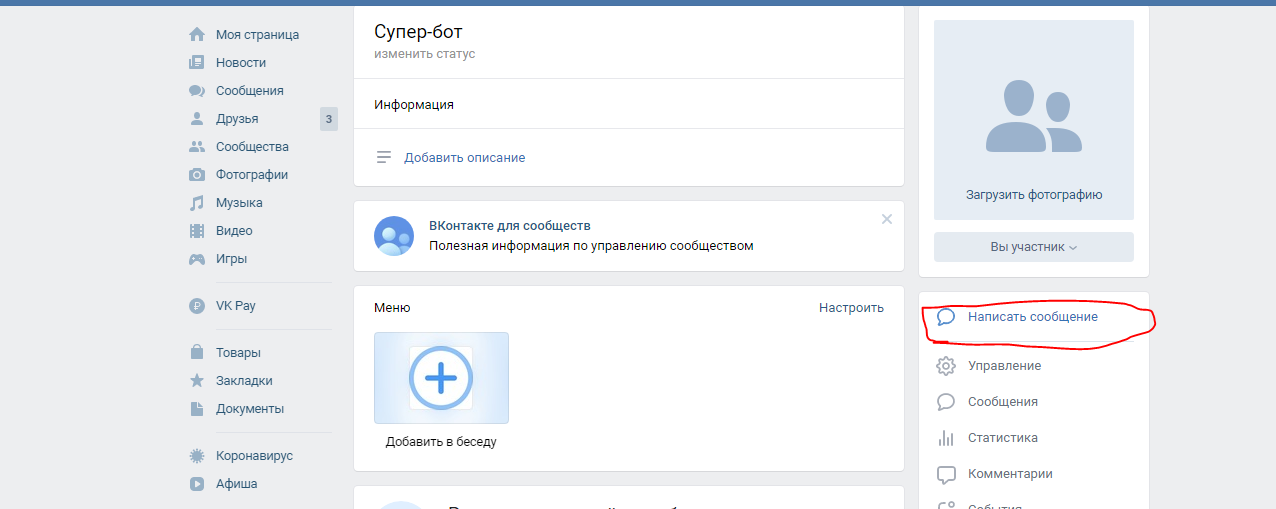 Моя страница
Новости
Сообщения
Друзья
3
Сообщества
Фотографии
Музыка
Видео
Игры
VK Pay
Товары
Закладки
Документы
Коронавирус
Афиша
Супер-бот
изменить статус
Информация
Добавить описание
ВКонтакте для сообществ
Полезная информация по управлению сообществом
Меню
Настроить
Добавить в беседу
Загрузить фотографию
Вы участник
Написать сообщение
Управление
Сообщения
Статистика
Комментарии
События